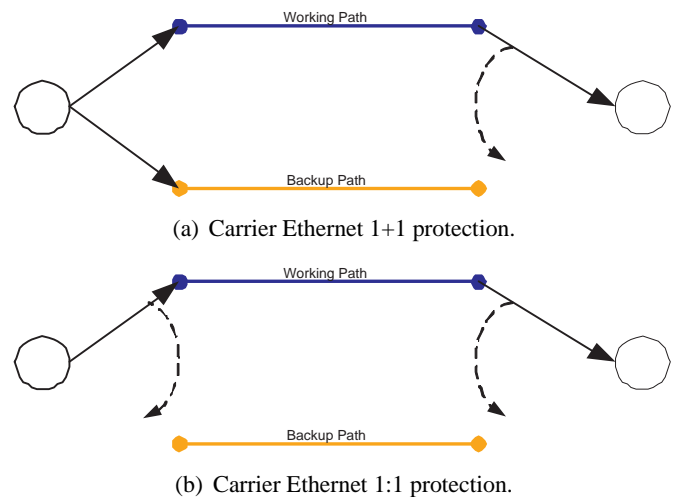 Working Path
Backup Path
(a) Carrier Ethernet 1+1 protection.
Working Path
Backup Path
(b) Carrier Ethernet 1:1 protection.